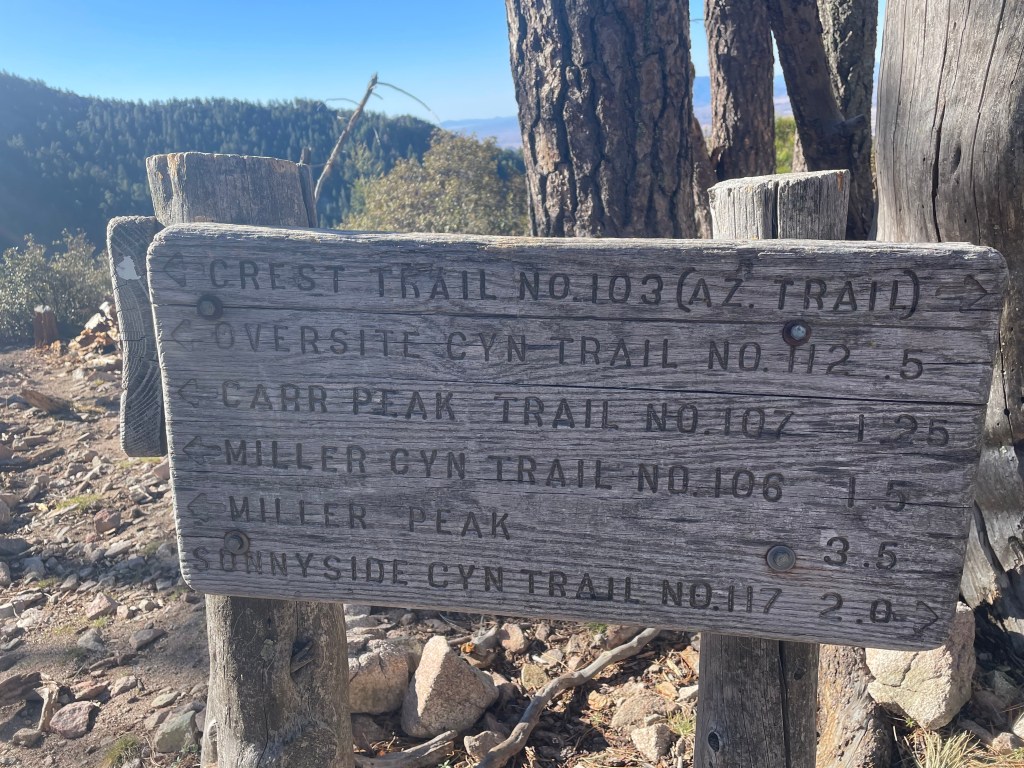 ← CREST TRAIL NO. 103 (AZ. TRAIL) →
← OVERSITE CYN TRAIL NO. 112 .5
← CARR PEAK TRAIL NO. 107 1.25
← MILLER CYN TRAIL NO. 106 1.5
← MILLER PEAK 3.5
SUNNYSIDE CYN TRAIL NO. 117 2.0 →